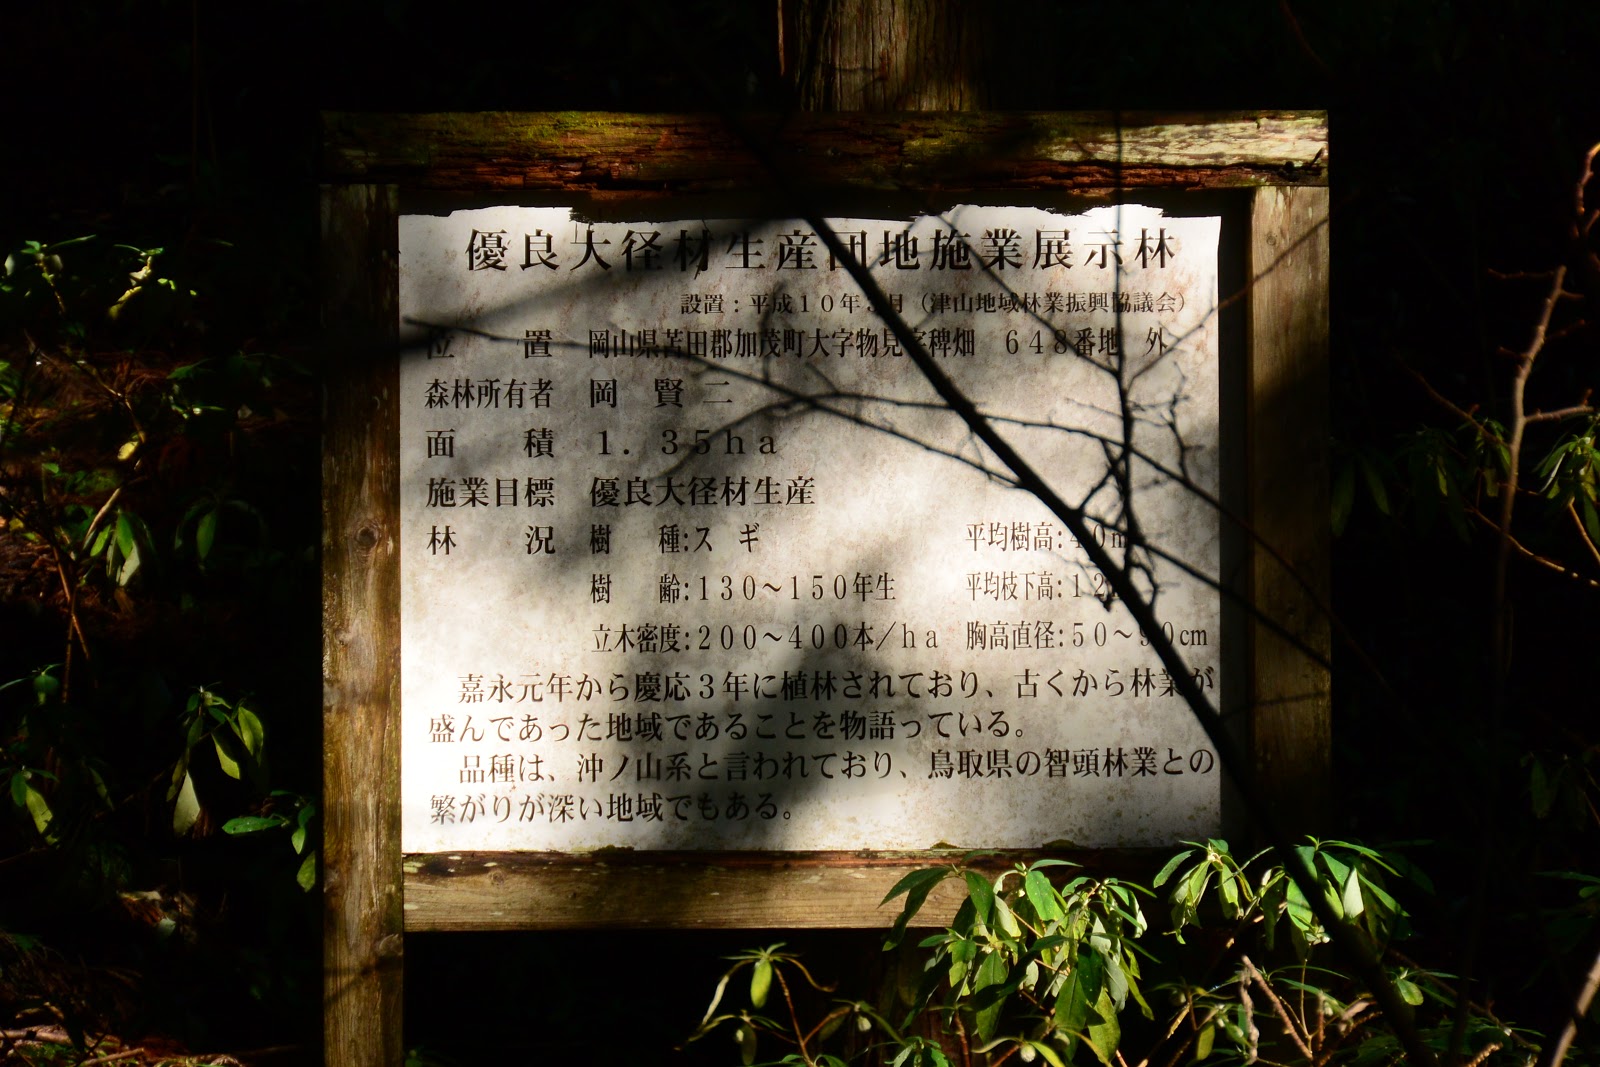 優良大径材生産団地施業展示林
設置：平成１０年３月（津山地域林業振興協議会）
位　置　岡山県苫田郡加茂町大字物見字稗畑　６４８番地　外
森林所有者　岡　賢二
面　積　１．３５ｈａ
施業目標　優良大径材生産
林　況　樹　種:スギ　平均樹高:４０ｍ
樹　齢:１３０～１５０年生　平均枝下高:１２ｍ
立木密度:２００～４００本／ｈａ　胸高直径:５０～９０㎝
嘉永元年から慶応３年に植林されており、古くから林業が
盛んであった地域であることを物語っている。
品種は、沖ノ山系と言われており、鳥取県の智頭林業との
繁がりが深い地域でもある。